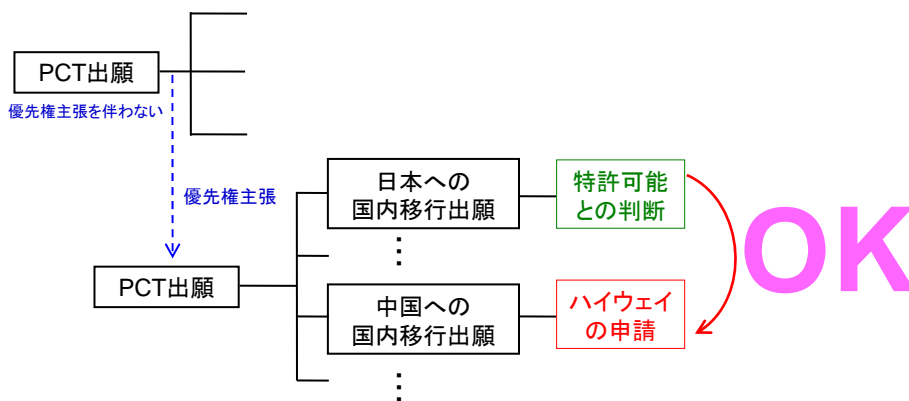 PCT出願
優先権主張を伴わない
優先権主張
PCT出願
日本への
国内移行出願
特許可能
との判断
…
中国への
国内移行出願
ハイウェイ
の申請
…
OK